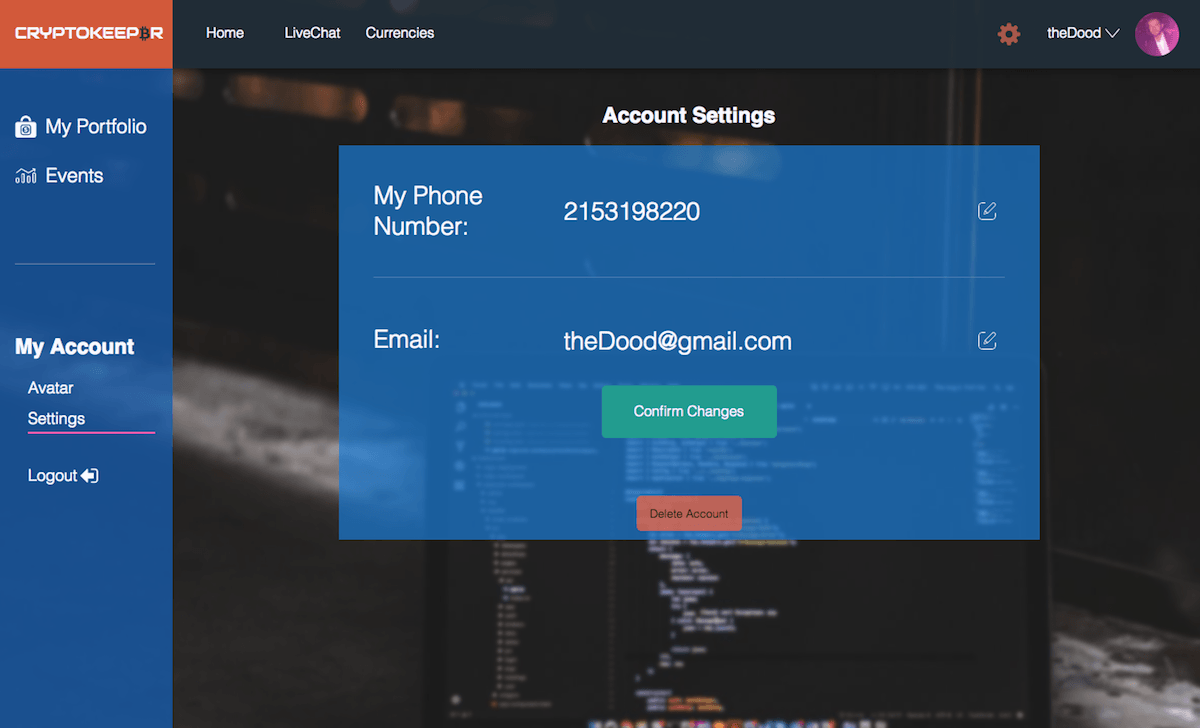 CRYPTOKEEP₿R
Home
LiveChat
Currencies
theDood
My Portfolio
Events
My Account
Avatar
Settings
Logout
Account Settings
My Phone
Number:
2153198220
Email:
theDood@gmail.com
Confirm Changes
Delete Account